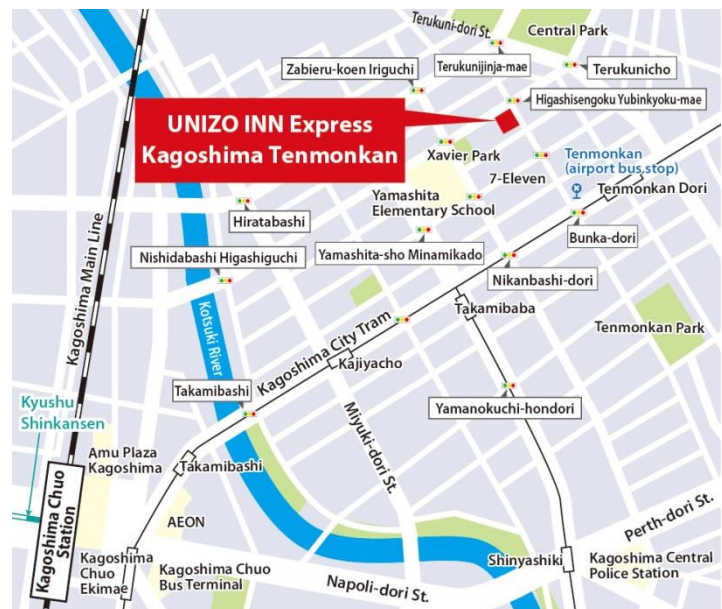 Terukuni-dori St.
Central Park
Zabieru-koen Iriguchi
Terukunijinja-mae
Terukunicho
Higashisengoku Yubinkyoku-mae
UNIZO INN Express
Kagoshima Tenmonkan
Xavier Park
7-Eleven
Tenmonkan
(airport bus stop)
Tenmonkan Dori
Yamashita
Elementary School
Hiratabashi
Bunka-dori
Nishidabashi Higashiguchi
Yamashita-sho Minamikado
Nikanbashi-dori
Kagoshima Main Line
Kotsuki River
Takamibaba
Tenmonkan Park
Kagoshima City Tram
Kajiyacho
Takamibashi
Yamanokuchi-hondori
Kyushu
Shinkansen
Miyuki-dori St.
Amu Plaza
Kagoshima
Takamibashi
Kagoshima Chuo
Station
AEON
Perth-dori St.
Kagoshima
Chuo
Ekimae
Kagoshima Chuo
Bus Terminal
Napoli-dori St.
Shinyashiki
Kagoshima Central
Police Station